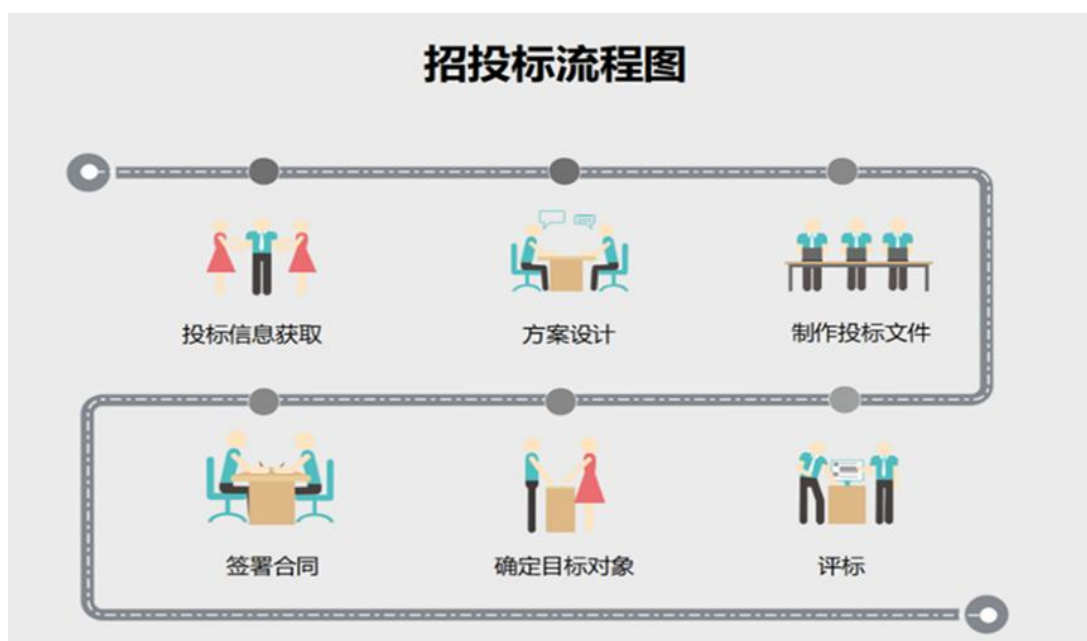 招投标流程图
投标信息获取
方案设计
制作投标文件
签署合同
确定目标对象
评标